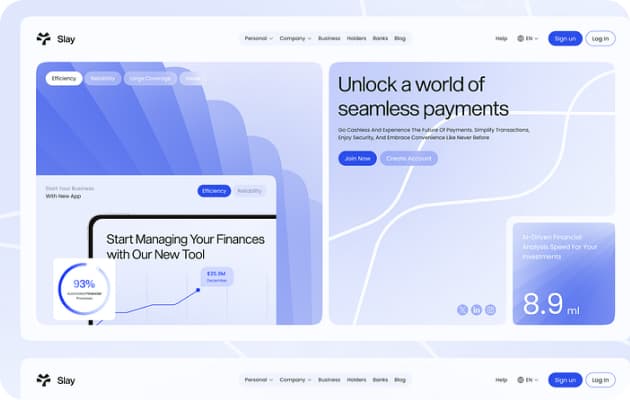 Slay
Personal Company Business Holders Banks Blog
Help EN Sign un Log In
Efficiency Reliability Large Coverage
Start Your Business
With New App
Efficiency Reliability
Start Managing Your Finances
with Our New Tool
93%
Processes
$35.9M
December
Unlock a world of
seamless payments
Go Cashless And Experience The Future Of Payments. Simplify Transactions,
Enjoy Security, And Embrace Convenience Like Never Before
Join Now Create Account
AI-Driven Financial
Analysis Speed For Your
Investments
8.9 ml
Slay
Personal Company Business Holders Banks Blog
Help EN Sign un Log In